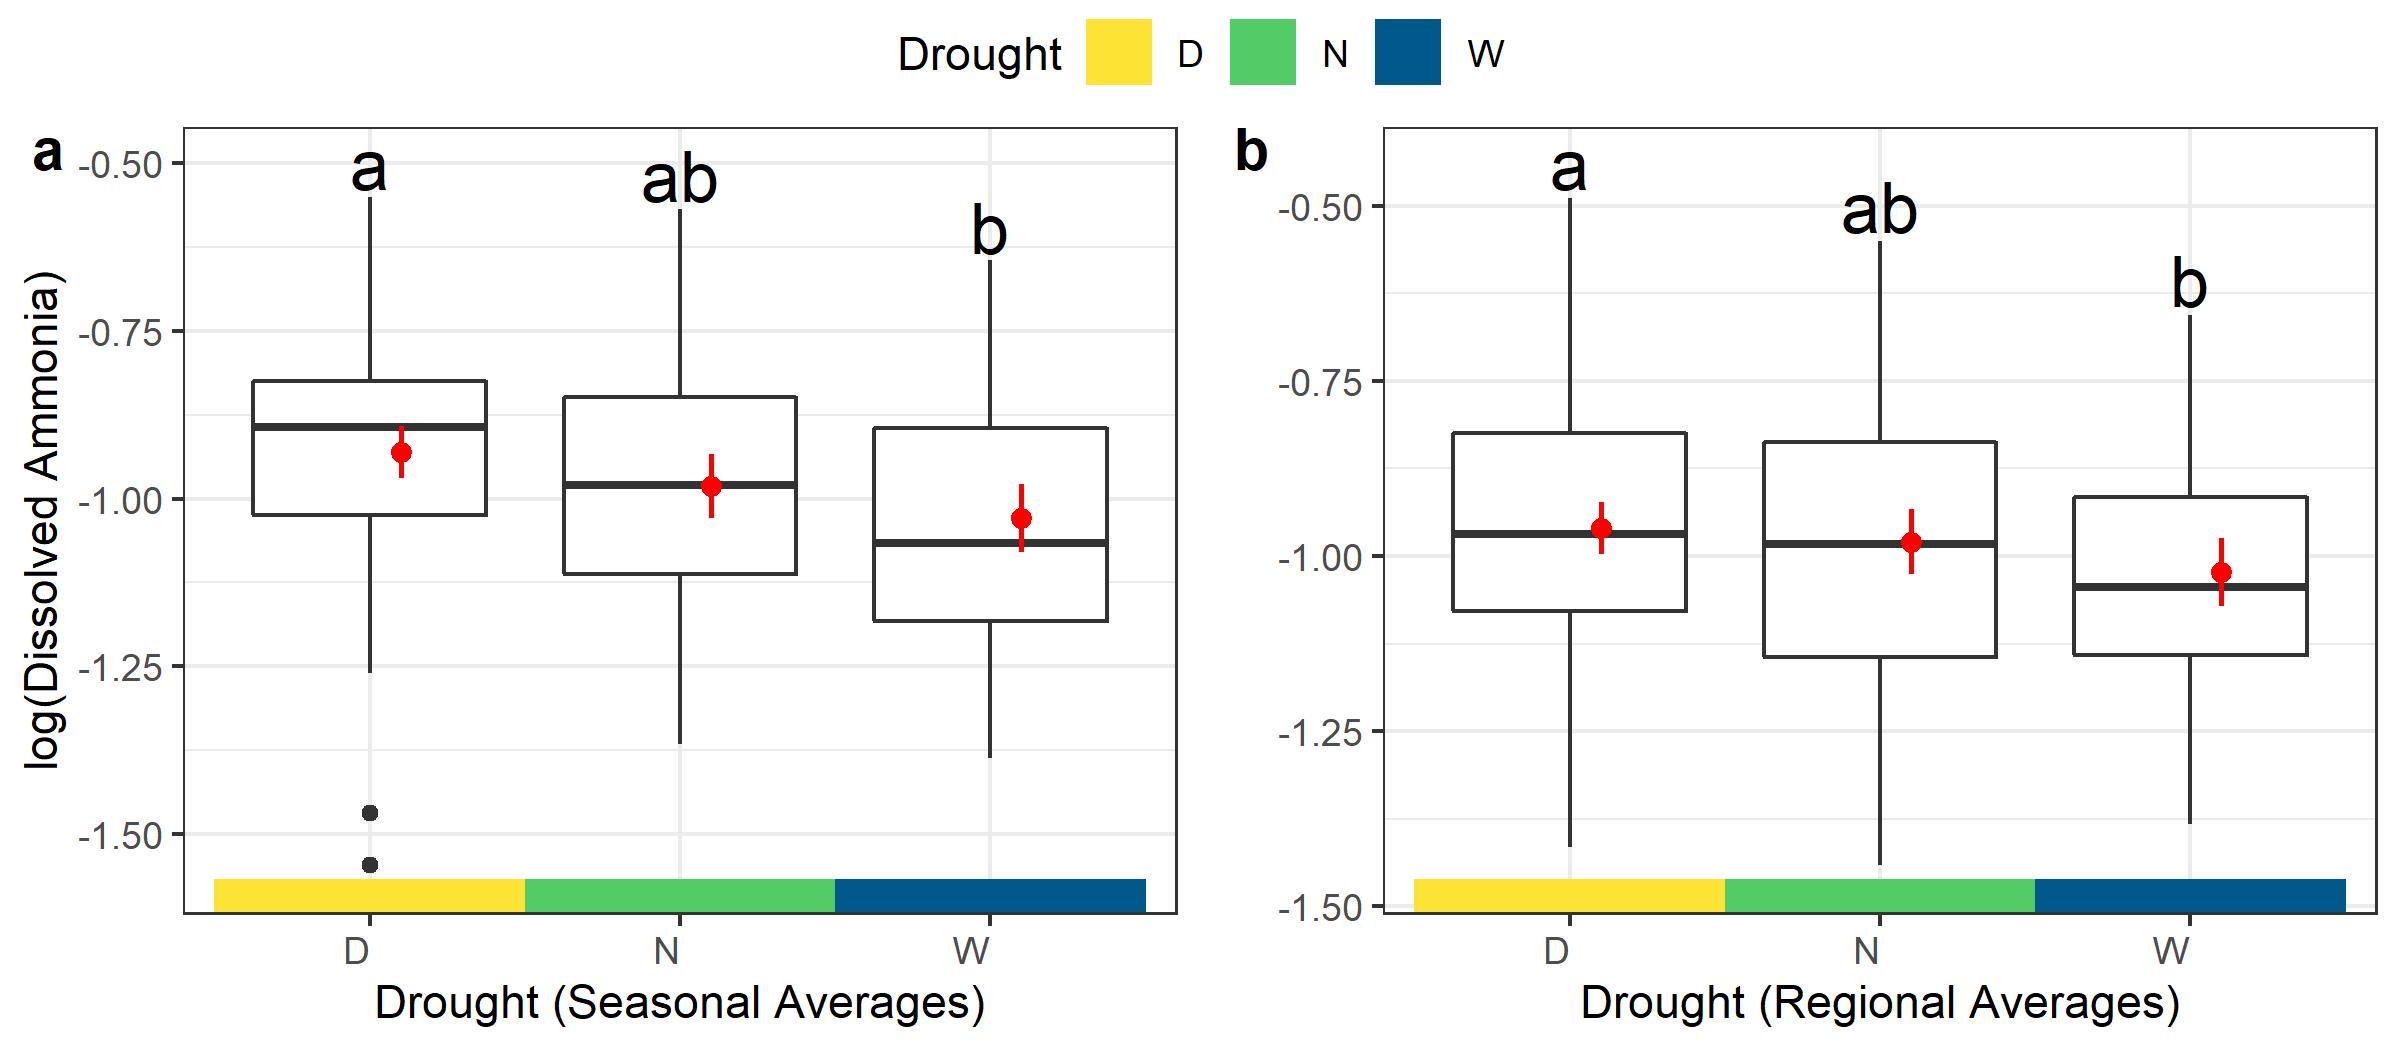 Drought D N W
a
-0.50
-0.75
-1.00
-1.25
-1.50
log(Dissolved Ammonia)
a ab b
D N W
Drought (Seasonal Averages)
b
-0.50
-0.75
-1.00
-1.25
-1.50
a ab b
D N W
Drought (Regional Averages)